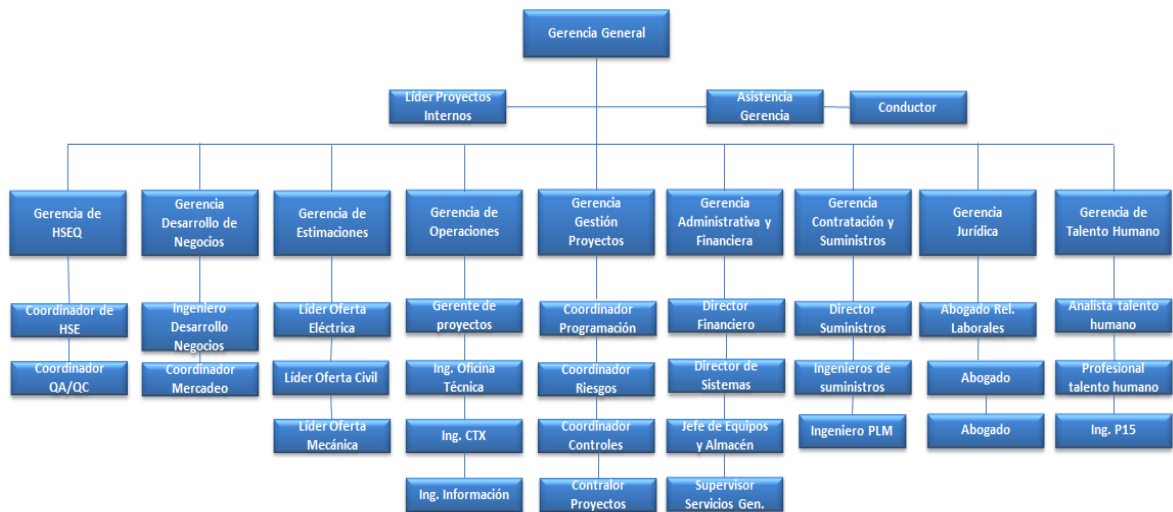 Gerencia General
Líder Proyectos
Internos
Asistencia
Gerencia
Conductor
Gerencia de
HSEQ
Gerencia
Desarrollo de
Negocios
Gerencia de
Estimaciones
Gerencia de
Operaciones
Gerencia
Gestión
Proyectos
Gerencia
Administrativa y
Financiera
Gerencia
Contratación y
Suministros
Gerencia
Jurídica
Gerencia de
Talento Humano
Coordinador de
HSE
Coordinador
QA/QC
Ingeniero
Desarrollo
Negocios
Coordinador
Mercadeo
Líder Oferta
Eléctrica
Líder Oferta Civil
Líder Oferta
Mecánica
Gerente de
proyectos
Ing. Oficina
Técnica
Ing. CTX
Ing. Información
Coordinador
Programación
Coordinador
Riesgos
Coordinador
Controles
Contralor
Proyectos
Director
Financiero
Director de
Sistemas
Jefe de Equipos
y Almacén
Supervisor
Servicios Gen.
Director
Suministros
Ingenieros de
suministros
Ingeniero PLM
Abogado Rel.
Laborales
Abogado
Abogado
Analista talento
humano
Profesional
talento humano
Ing. P15